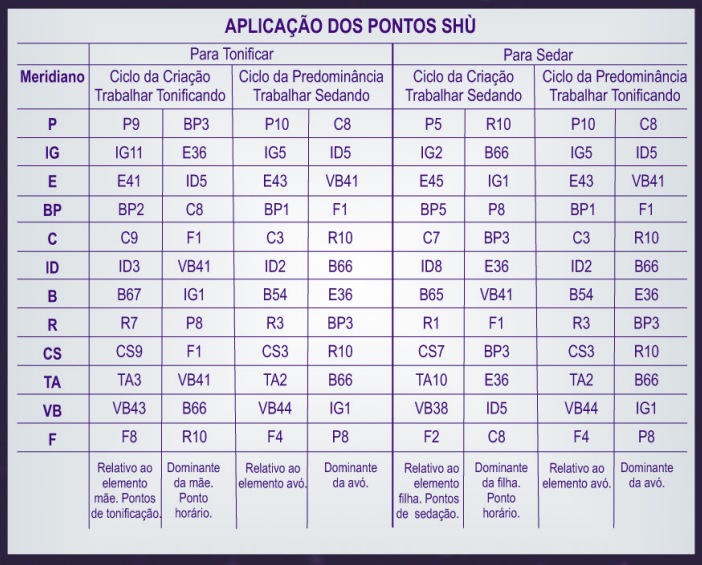 APLICAÇÃO DOS PONTOS SHÙ
Para Tonificar Para Sedar
Meridiano Ciclo da Criação Ciclo da Predominância Ciclo da Criação Ciclo da Predominância
Trabalhar Tonificando Trabalhar Sedando Trabalhar Sedando Trabalhar Tonificando
P P9 BP3 P10 C8 P5 R10 P10 C8
IG IG11 E36 IG5 ID5 IG2 B66 IG5 ID5
E E41 ID5 E43 VB41 E45 IG1 E43 VB41
BP BP2 C8 BP1 F1 BP5 P8 BP1 F1
C C9 F1 C3 R10 C7 BP3 C3 R10
ID ID3 VB41 ID2 B66 ID8 E36 ID2 B66
B B67 IG1 B54 E36 B65 VB41 B54 E36
R R7 P8 R3 BP3 R1 F1 R3 BP3
CS CS9 F1 CS3 R10 CS7 BP3 CS3 R10
TA TA3 VB41 TA2 B66 TA10 E36 TA2 B66
VB VB43 B66 VB44 IG1 VB38 ID5 VB44 IG1
F F8 R10 F4 P8 F2 C8 F4 P8
Relativo ao Dominante Relativo ao Dominante Relativo ao Dominante Relativo ao Dominante
elemento da mãe. elemento avó. da avó. elemento da filha. elemento avó. da avó.
mãe. Pontos Ponto filha. Pontos Ponto
de tonificação. horário. de sedação. horário.